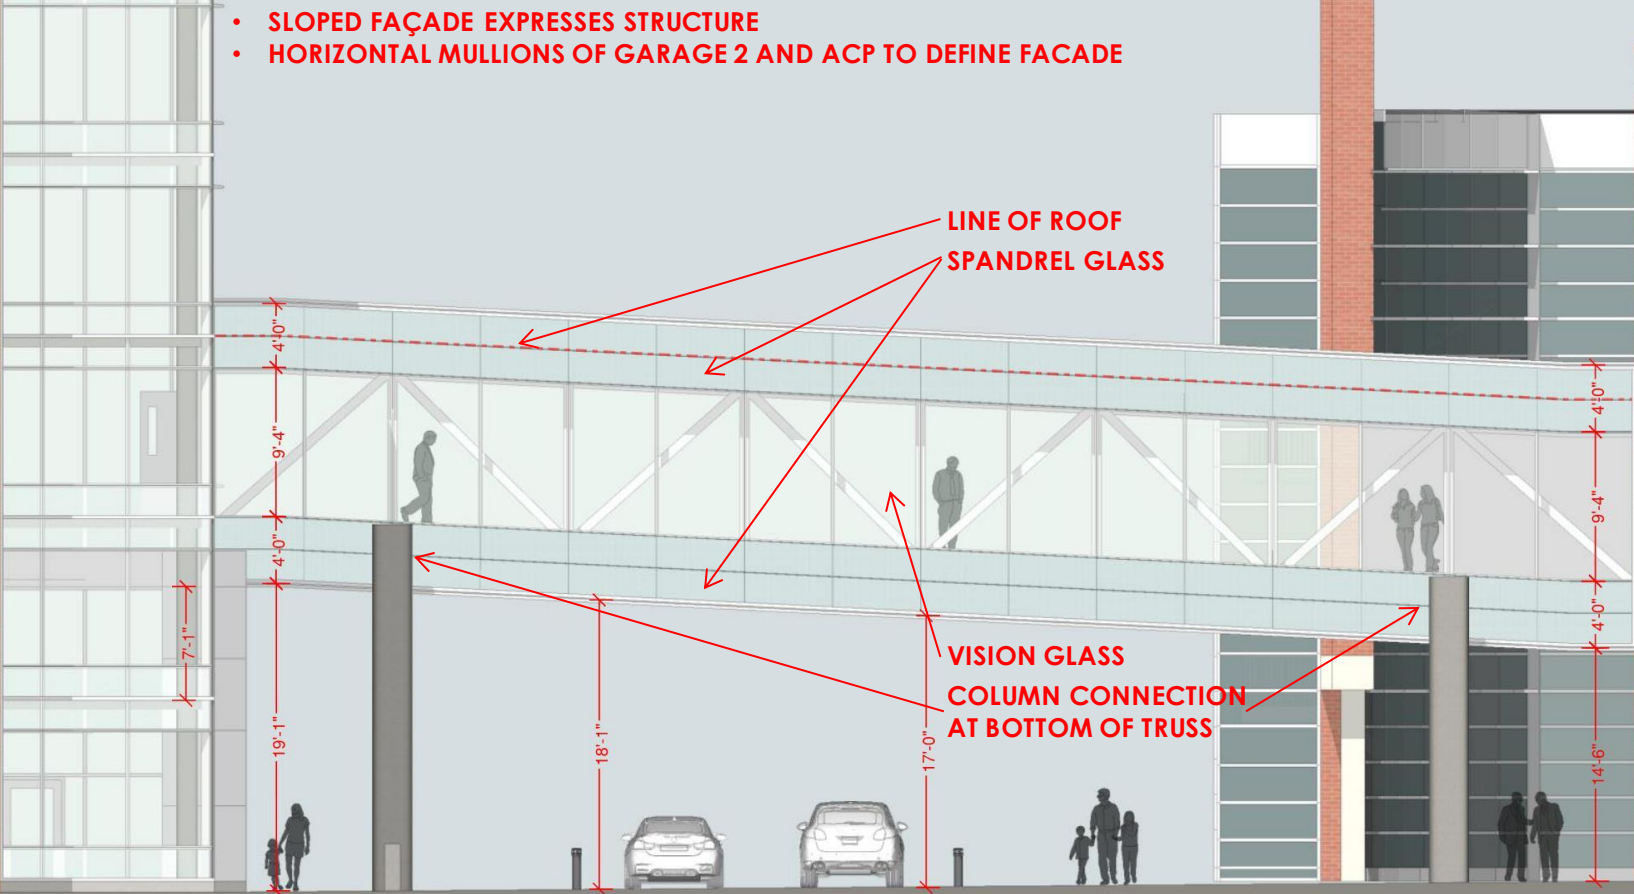 • SLOPED FAÇADE EXPRESSES STRUCTURE
• HORIZONTAL MULLIONS OF GARAGE 2 AND ACP TO DEFINE FACADE
LINE OF ROOF
SPANDREL GLASS
4'-0"
9'-4"
4'-0"
7'-1"
19'-1"
18'-1"
17'-0"
4'-0"
9'-4"
4'-0"
14'-6"
VISION GLASS
COLUMN CONNECTION
AT BOTTOM OF TRUSS